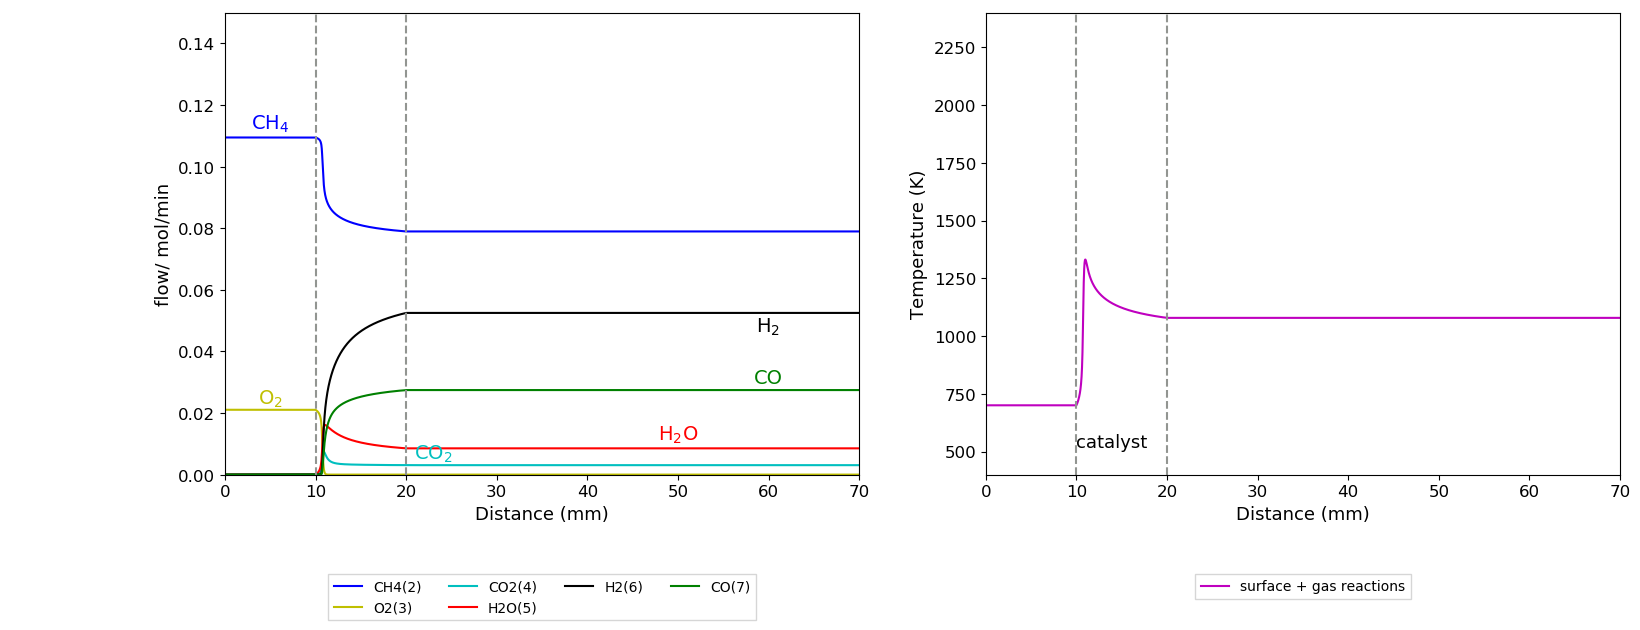 0.14
0.12
0.10
0.08
0.06
0.04
0.02
0.00
flow/ mol/min
CH₄
O₂
H₂
CO
H₂O
CO₂
0 10 20 30 40 50 60 70
Distance (mm)
CH4(2) CO2(4) H2(6) CO(7)
O2(3) H2O(5)
2250
2000
1750
1500
1250
1000
750
500
Temperature (K)
catalyst
0 10 20 30 40 50 60 70
Distance (mm)
surface + gas reactions